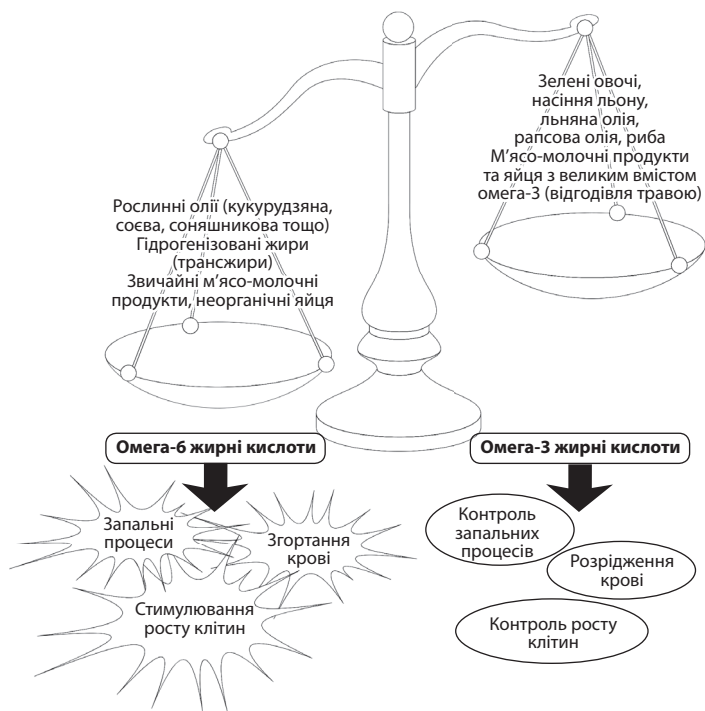 Зелені овочі,
насіння льону,
льняна олія,
рапсова олія, риба
М’ясо-молочні продукти
та яйця з великим вмістом
омега-3 (відгодівля травою)
Рослинні олії (кукурудзяна,
соєва, соняшникова тощо)
Гідрогенізовані жири
(трансжири)
Звичайні м’ясо-молочні
продукти, неорганічні яйця
Омега-6 жирні кислоти
Омега-3 жирні кислоти
Запальні
процеси
Згортання
крові
Стимулювання
росту клітин
Контроль
запальних
процесів
Розрідження
крові
Контроль росту
клітин